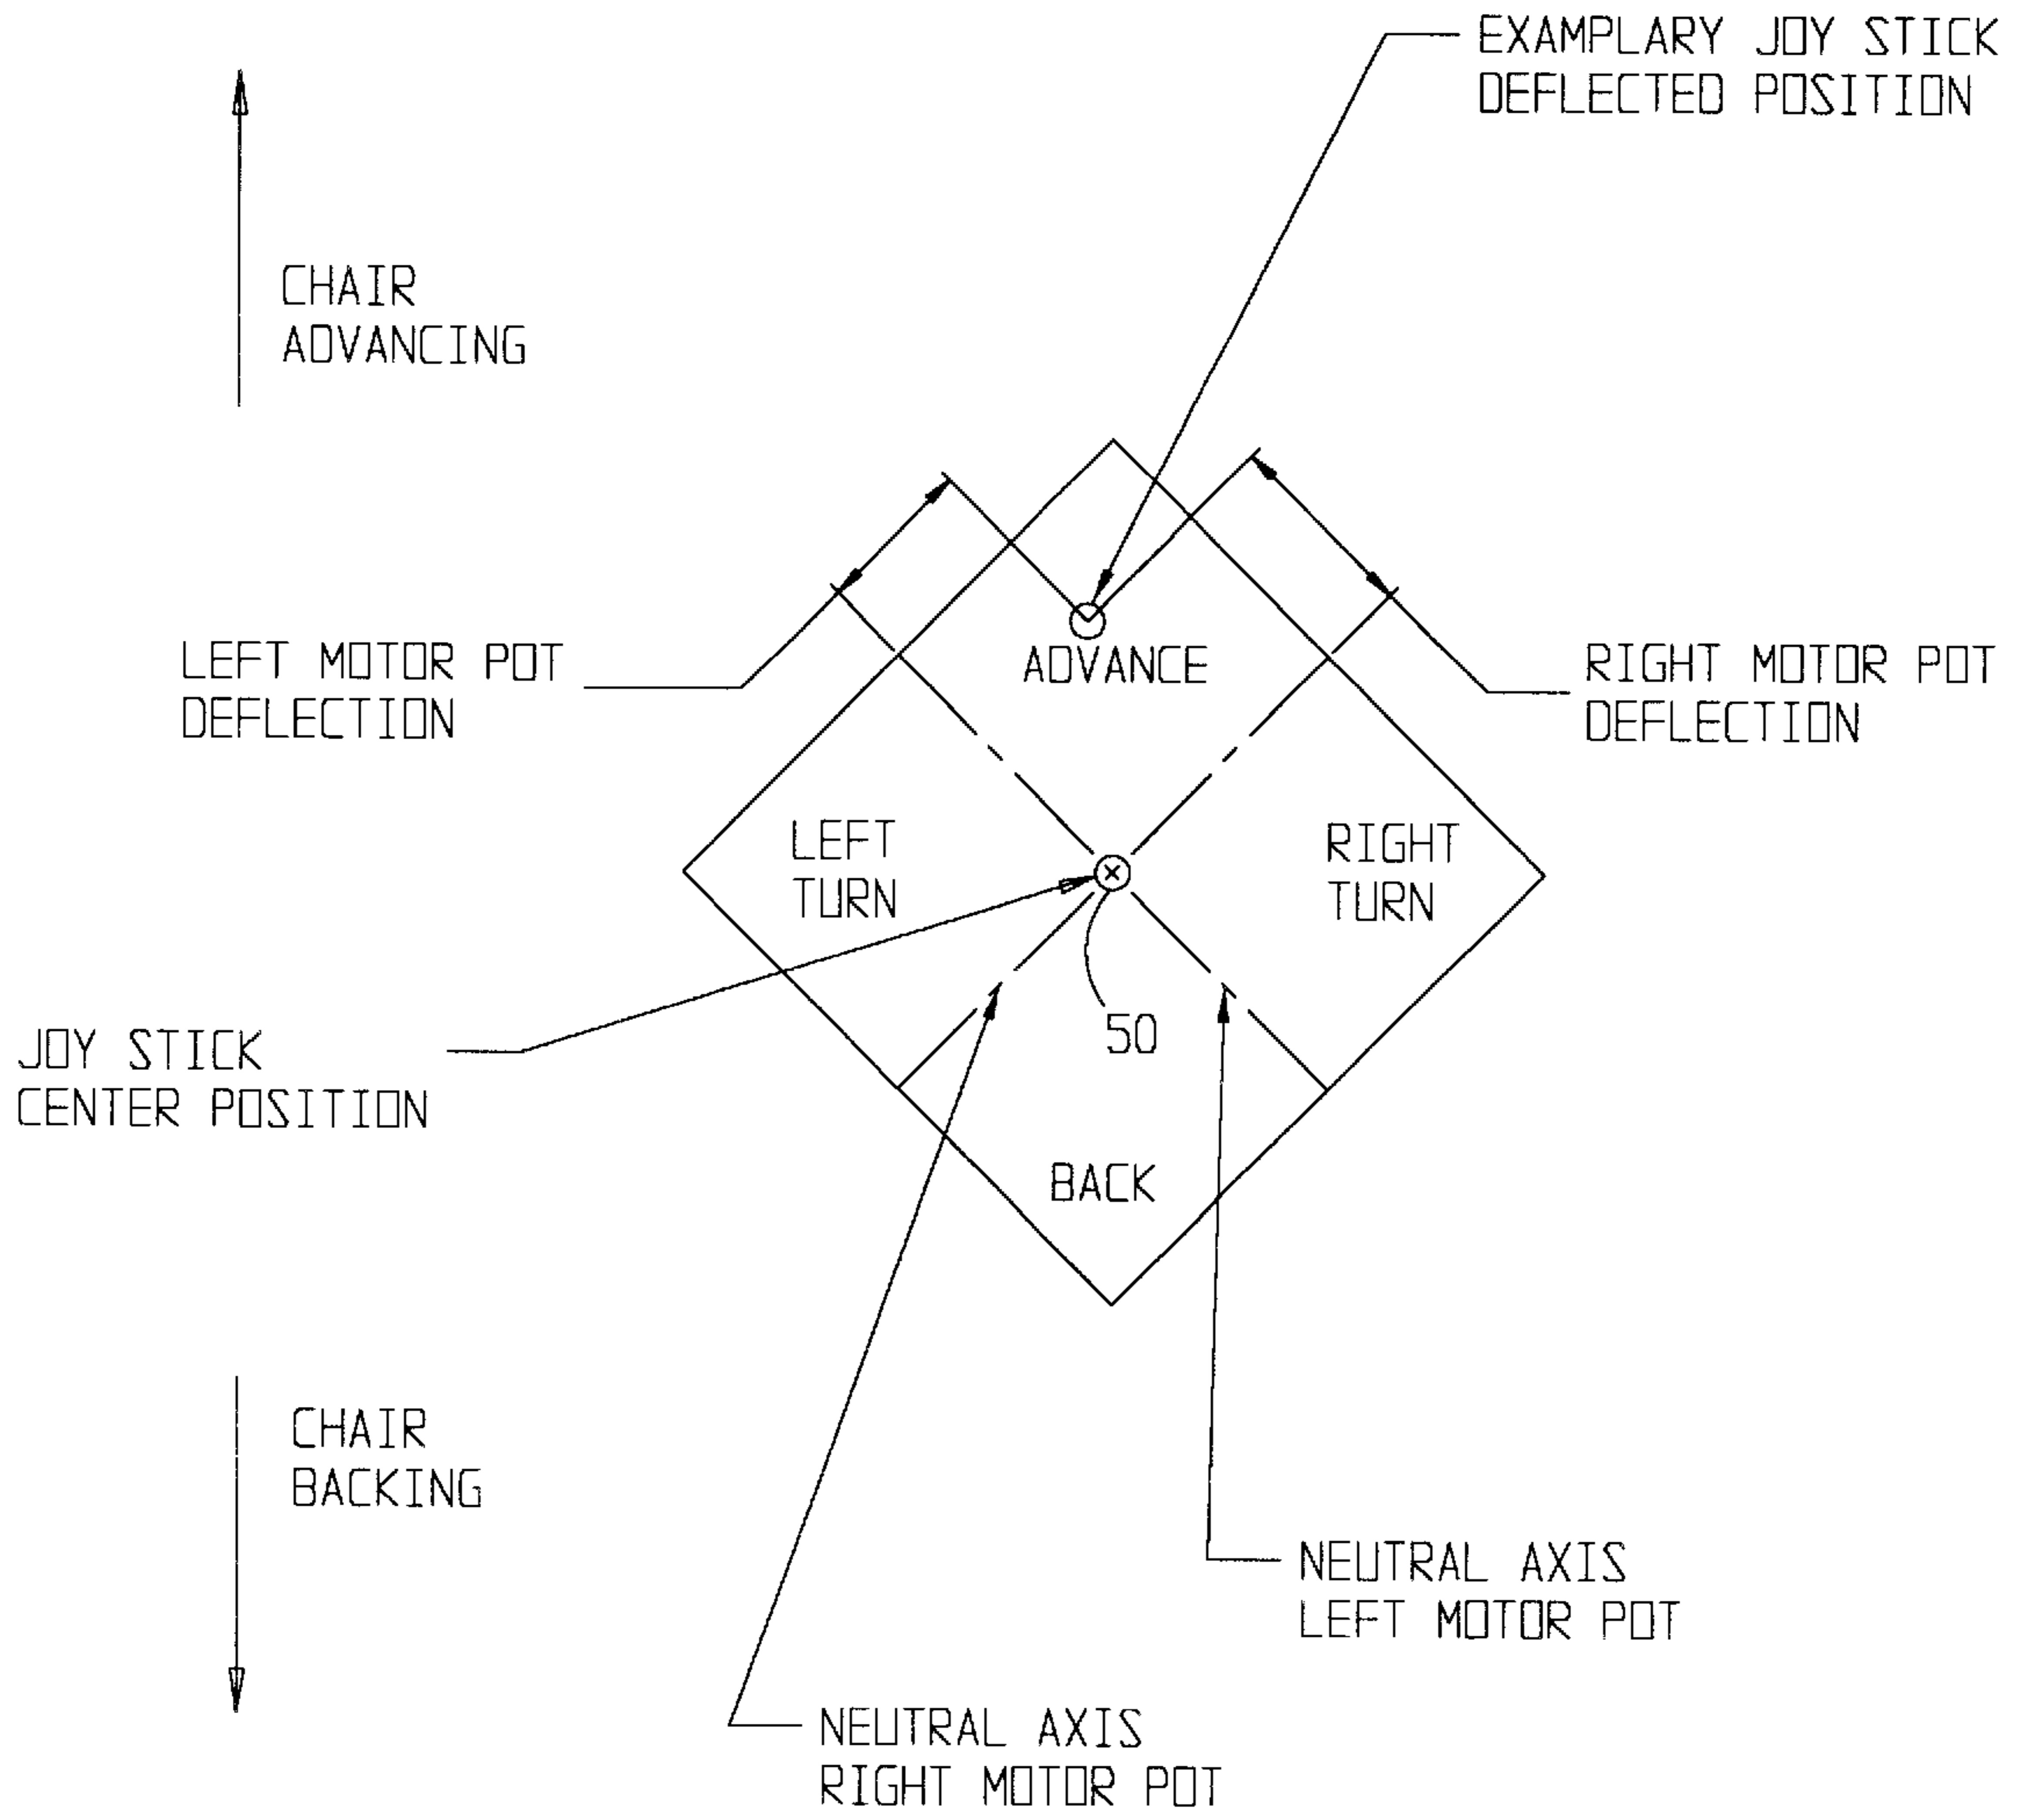 EXAMPLARY JOY STICK
DEFLECTED POSITION
CHAIR
ADVANCING
LEFT MOTOR POT
DEFLECTION
ADVANCE
RIGHT MOTOR POT
DEFLECTION
LEFT
TURN
RIGHT
TURN
JOY STICK
CENTER POSITION
50
BACK
CHAIR
BACKING
NEUTRAL AXIS
LEFT MOTOR POT
NEUTRAL AXIS
RIGHT MOTOR POT